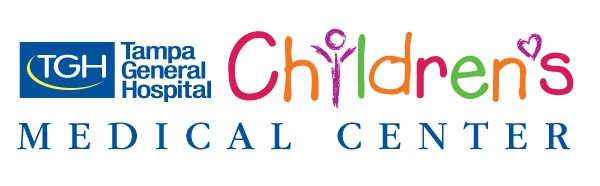 TGH
Tampa
General
Hospital
Children's
MEDICAL CENTER